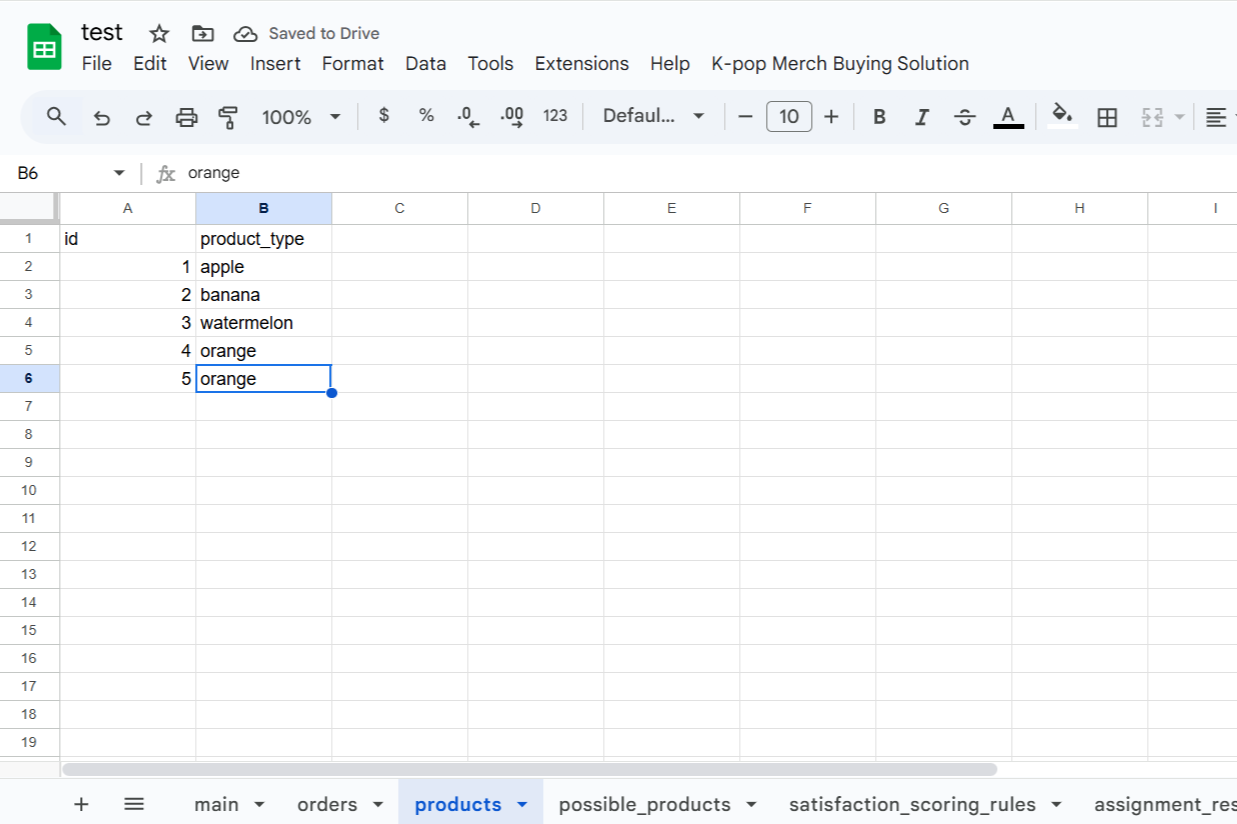 test Saved to Drive
File Edit View Insert Format Data Tools Extensions Help K-pop Merch Buying Solution
100% $ % .0 .00 123 Defaul... 10 B I S A
B6 fx orange
A B C D E F G H I
1 id product_type
2 1 apple
3 2 banana
4 3 watermelon
5 4 orange
6 5 orange
7
8
9
10
11
12
13
14
15
16
17
18
19
main orders products possible_products satisfaction_scoring_rules assignment_res